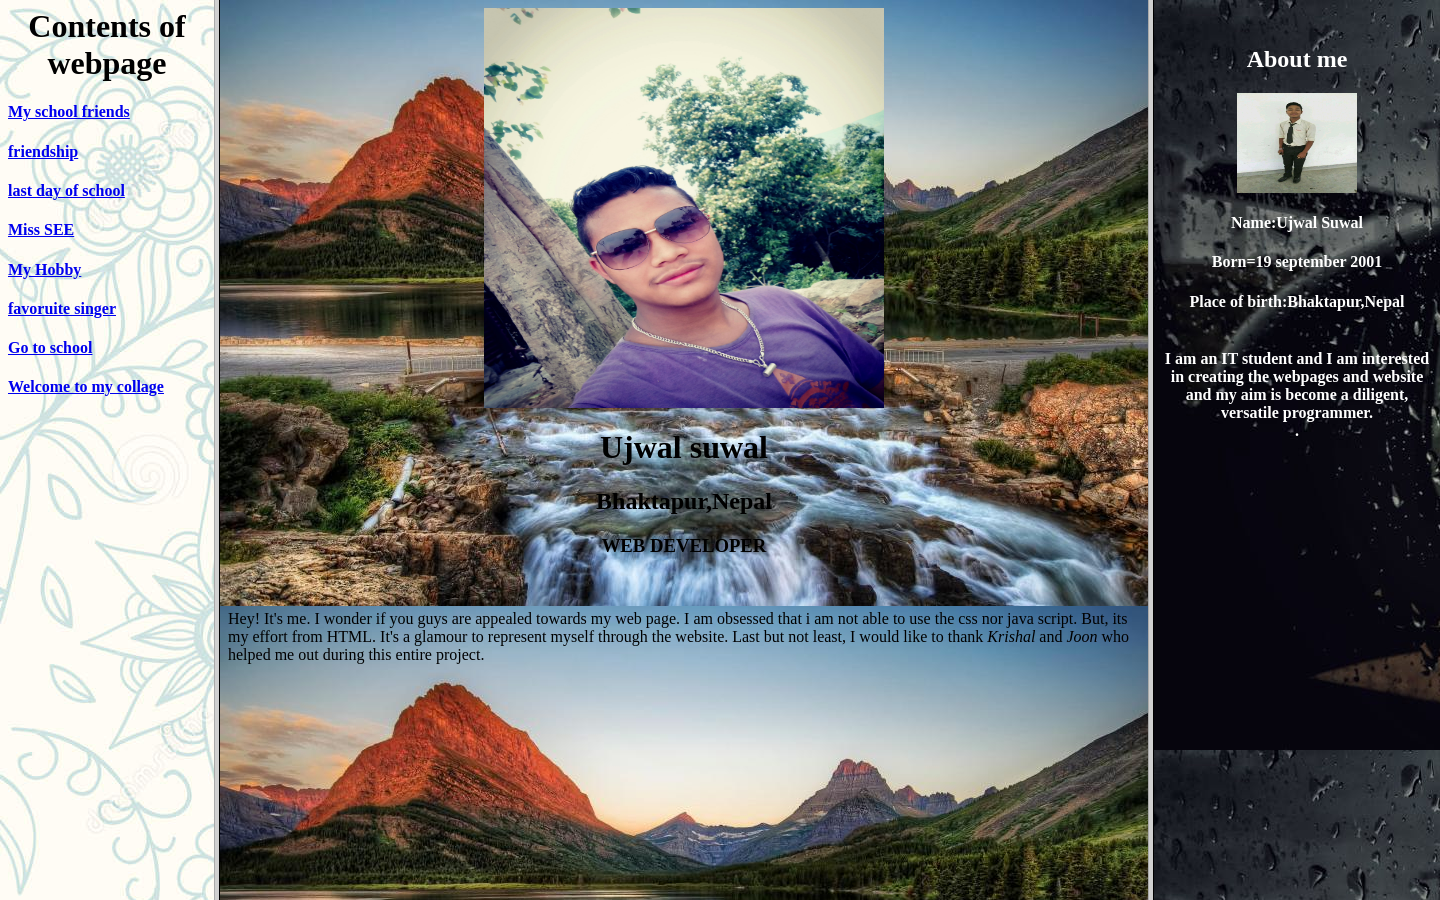 Contents of
webpage
My school friends
friendship
last day of school
Miss SEE
My Hobby
favoruite singer
Go to school
Welcome to my collage
Ujwal suwal
Bhaktapur,Nepal
WEB DEVELOPER
Hey! It's me. I wonder if you guys are appealed towards my web page. I am obsessed that i am not able to use the css nor java script. But, its
my effort from HTML. It's a glamour to represent myself through the website. Last but not least, I would like to thank Krishal and Joon who
helped me out during this entire project.
About me
Name:Ujwal Suwal
Born=19 september 2001
Place of birth:Bhaktapur,Nepal
I am an IT student and I am interested
in creating the webpages and website
and my aim is become a diligent,
versatile programmer.
.